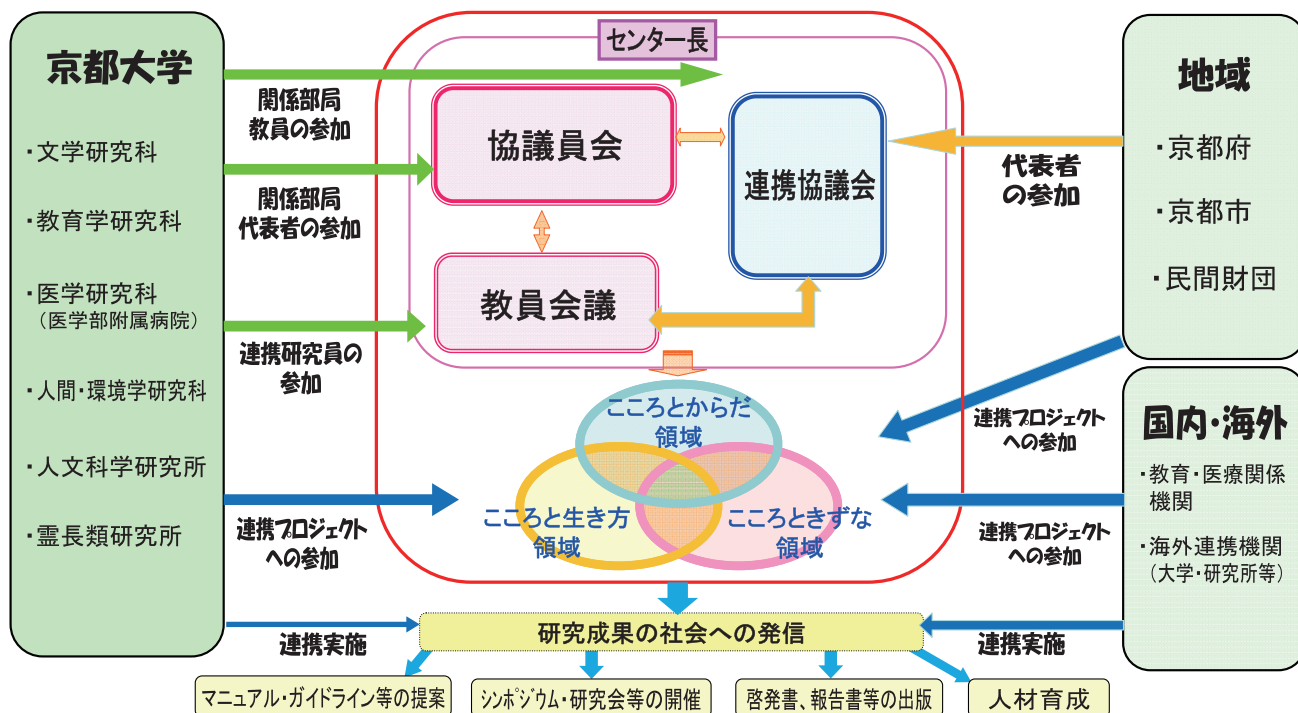 京都大学
・文学研究科
・教育学研究科
・医学研究科
（医学部附属病院）
・人間・環境学研究科
・人文科学研究所
・霊長類研究所
関係部局
教員の参加
関係部局
代表者の参加
連携研究員の
参加
連携プロジェクト
への参加
連携実施
センター長
協議員会
連携協議会
教員会議
こころとからだ
領域
こころと生き方
領域
こころときずな
領域
代表者
の参加
連携プロジェクト
への参加
連携プロジェクト
への参加
連携実施
地域
・京都府
・京都市
・民間財団
国内・海外
・教育・医療関係
機関
・海外連携機関
（大学・研究所等）
研究成果の社会への発信
マニュアル・ガイドライン等の提案
シンポジウム・研究会等の開催
啓発書、報告書等の出版
人材育成